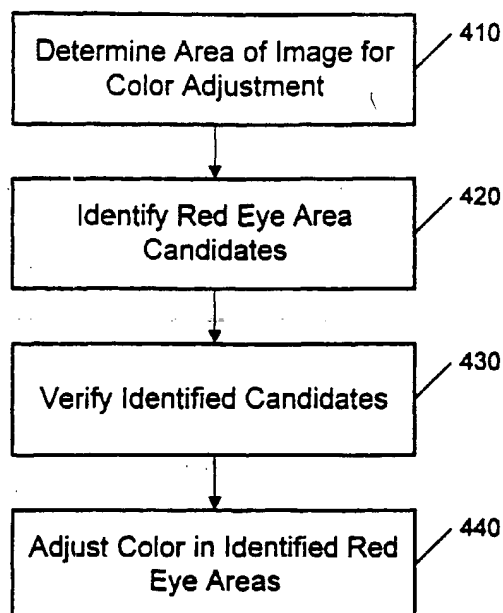 410
Determine Area of Image for
Color Adjustment
420
Identify Red Eye Area
Candidates
430
Verify Identified Candidates
440
Adjust Color in Identified Red
Eye Areas